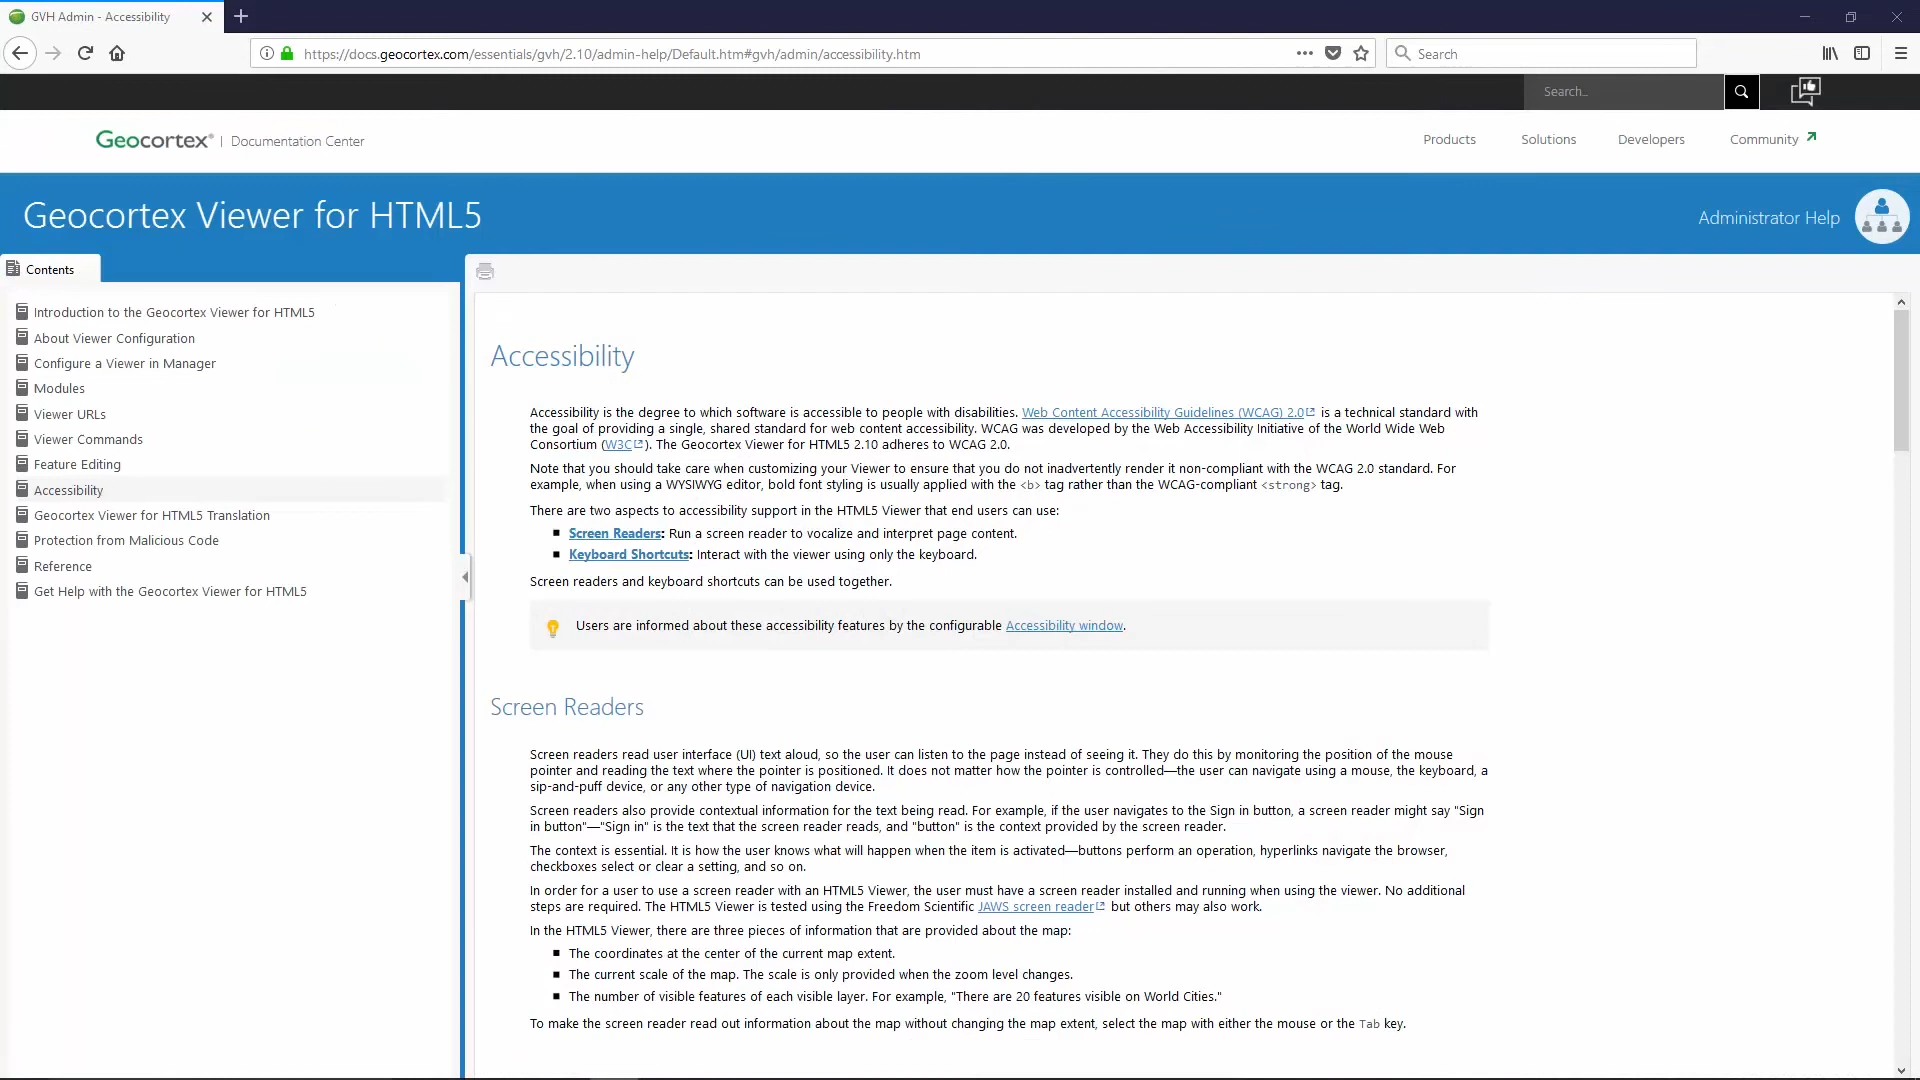 GVH Admin - Accessibility
https://docs.geocortex.com/essentials/gvh/2.10/admin-help/Default.htm#gvh/admin/accessibility.htm
Search
Search...
Geocortex® | Documentation Center
Products
Solutions
Developers
Community
Geocortex Viewer for HTML5
Administrator Help
Contents
Introduction to the Geocortex Viewer for HTML5
About Viewer Configuration
Configure a Viewer in Manager
Modules
Viewer URLs
Viewer Commands
Feature Editing
Accessibility
Geocortex Viewer for HTML5 Translation
Protection from Malicious Code
Reference
Get Help with the Geocortex Viewer for HTML5
Accessibility
Accessibility is the degree to which software is accessible to people with disabilities. Web Content Accessibility Guidelines (WCAG) 2.0 is a technical standard with
the goal of providing a single, shared standard for web content accessibility. WCAG was developed by the Web Accessibility Initiative of the World Wide Web
Consortium (W3C). The Geocortex Viewer for HTML5 2.10 adheres to WCAG 2.0.
Note that you should take care when customizing your Viewer to ensure that you do not inadvertently render it non-compliant with the WCAG 2.0 standard. For
example, when using a WYSIWYG editor, bold font styling is usually applied with the <b> tag rather than the WCAG-compliant <strong> tag.
There are two aspects to accessibility support in the HTML5 Viewer that end users can use:
Screen Readers: Run a screen reader to vocalize and interpret page content.
Keyboard Shortcuts: Interact with the viewer using only the keyboard.
Screen readers and keyboard shortcuts can be used together.
Users are informed about these accessibility features by the configurable Accessibility window.
Screen Readers
Screen readers read user interface (UI) text aloud, so the user can listen to the page instead of seeing it. They do this by monitoring the position of the mouse
pointer and reading the text where the pointer is positioned. It does not matter how the pointer is controlled—the user can navigate using a mouse, the keyboard, a
sip-and-puff device, or any other type of navigation device.
Screen readers also provide contextual information for the text being read. For example, if the user navigates to the Sign in button, a screen reader might say "Sign
in button"—"Sign in" is the text that the screen reader reads, and "button" is the context provided by the screen reader.
The context is essential. It is how the user knows what will happen when the item is activated—buttons perform an operation, hyperlinks navigate the browser,
checkboxes select or clear a setting, and so on.
In order for a user to use a screen reader with an HTML5 Viewer, the user must have a screen reader installed and running when using the viewer. No additional
steps are required. The HTML5 Viewer is tested using the Freedom Scientific JAWS screen reader but others may also work.
In the HTML5 Viewer, there are three pieces of information that are provided about the map:
The coordinates at the center of the current map extent.
The current scale of the map. The scale is only provided when the zoom level changes.
The number of visible features of each visible layer. For example, "There are 20 features visible on World Cities."
To make the screen reader read out information about the map without changing the map extent, select the map with either the mouse or the Tab key.